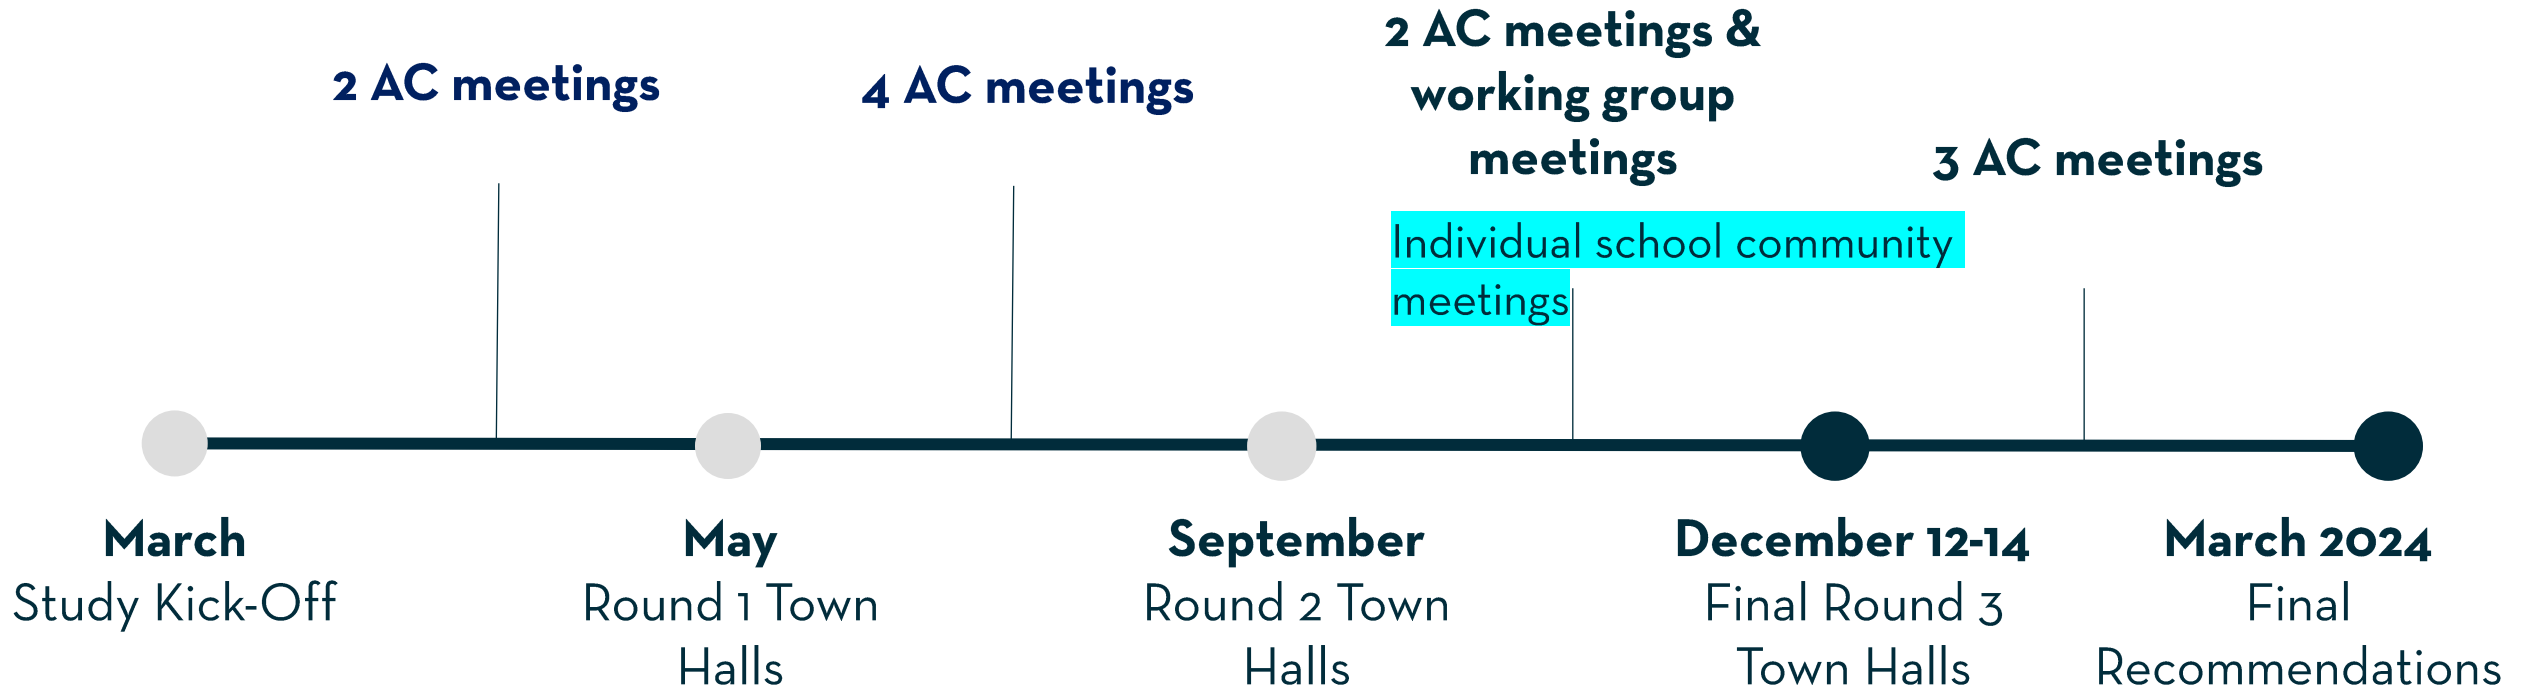 2 AC meetings
4 AC meetings
2 AC meetings &
working group
meetings
3 AC meetings
Individual school community
meetings
March
Study Kick-Off
May
Round 1 Town
Halls
September
Round 2 Town
Halls
December 12-14
Final Round 3
Town Halls
March 2024
Final
Recommendations